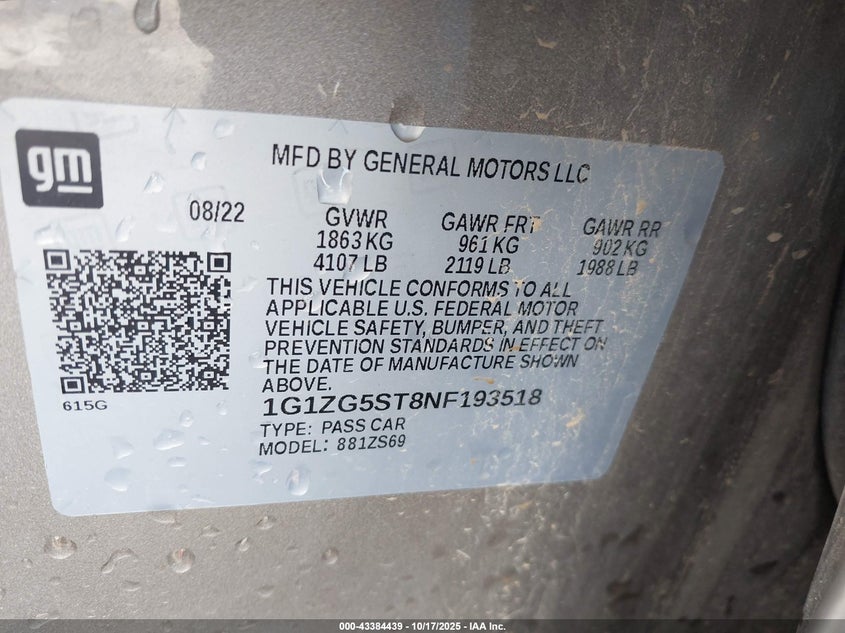 gm
MFD BY GENERAL MOTORS LLC
08/22 GVWR GAWR FRT GAWR RR
1863 KG 961 KG 902 KG
4107 LB 2119 LB 1988 LB
THIS VEHICLE CONFORMS TO ALL
APPLICABLE U.S. FEDERAL MOTOR
VEHICLE SAFETY, BUMPER, AND THEFT
PREVENTION STANDARDS IN EFFECT ON
THE DATE OF MANUFACTURE SHOWN
ABOVE.
615G
1G1ZG5ST8NF193518
TYPE: PASS CAR
MODEL: 881ZS69
000-43384439 - 10/17/2025 - IAA Inc.